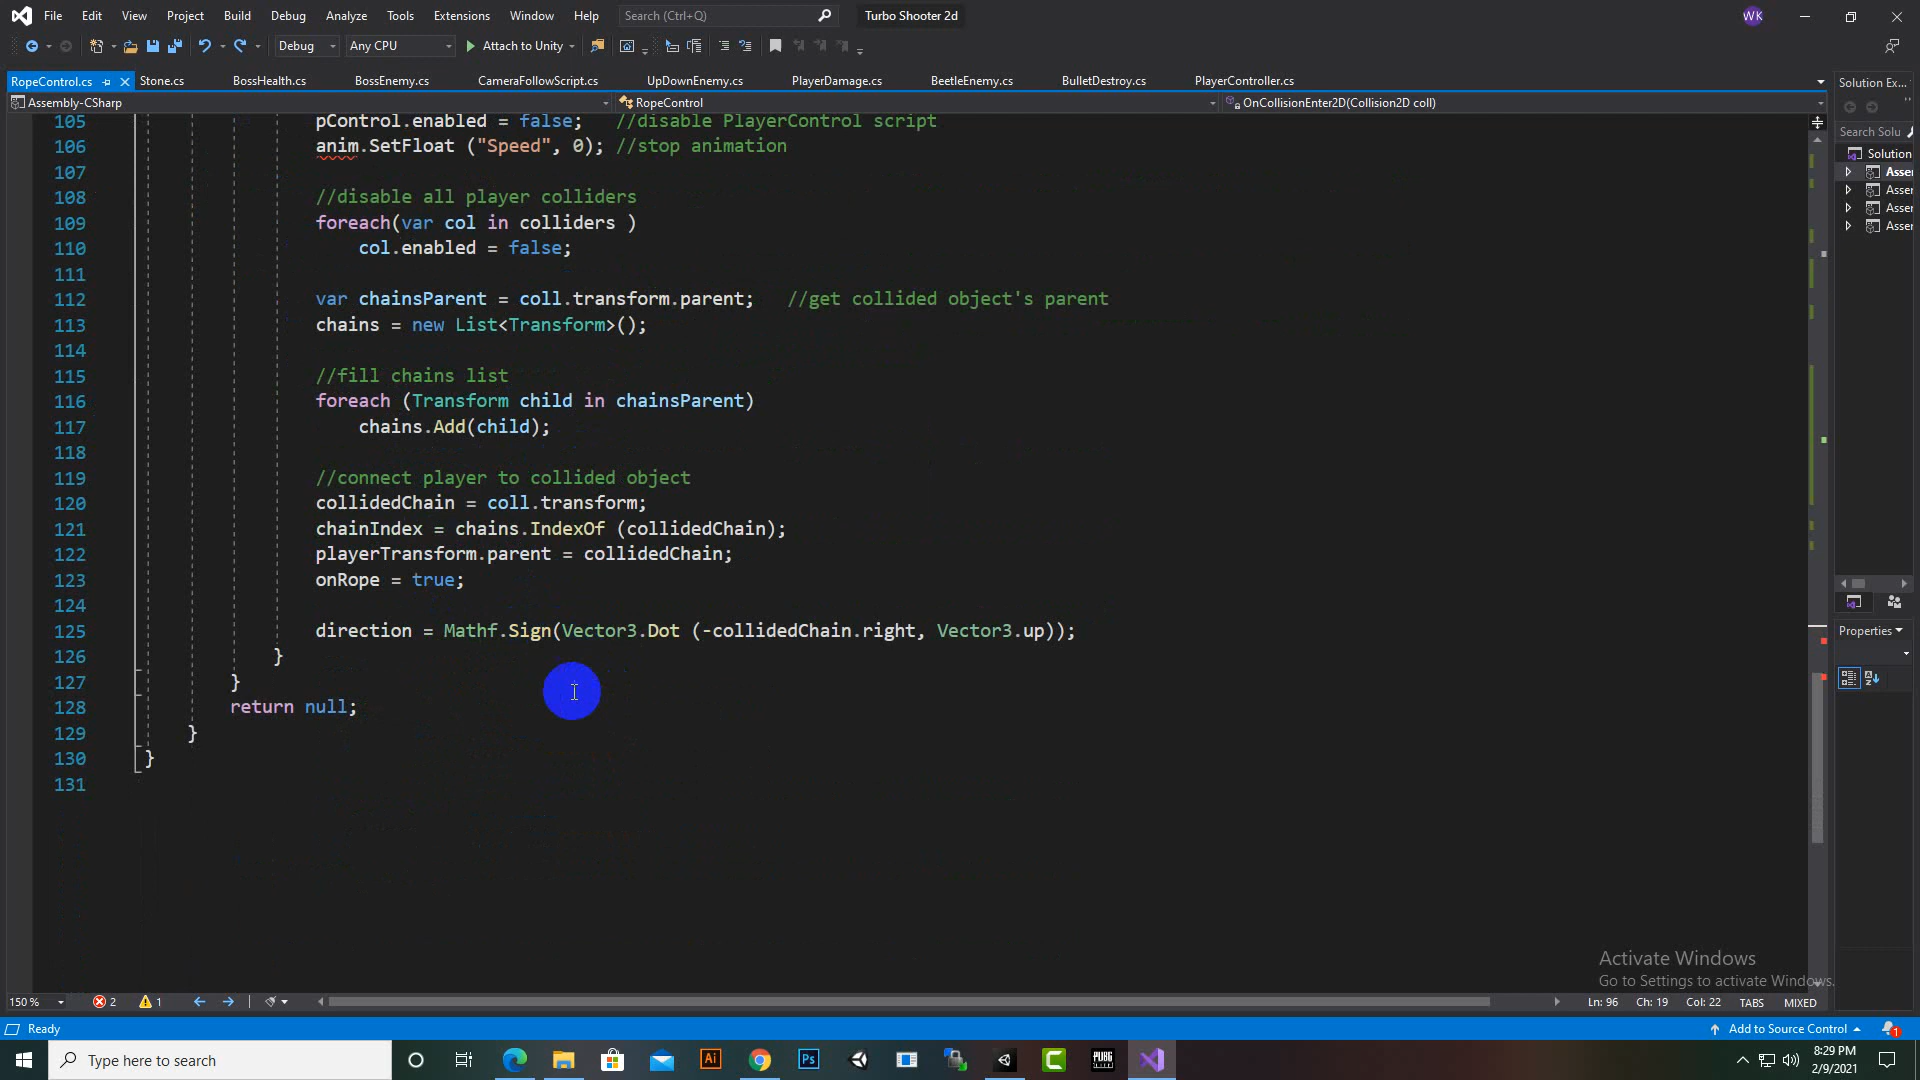 File Edit View Project Build Debug Analyze Tools Extensions Window Help Search (Ctrl+Q) Turbo Shooter 2d WK
Debug Any CPU Attach to Unity
RopeControl.cs Stone.cs BossHealth.cs BossEnemy.cs CameraFollowScript.cs UpDownEnemy.cs PlayerDamage.cs BeetleEnemy.cs BulletDestroy.cs PlayerController.cs
Assembly-CSharp RopeControl OnCollisionEnter2D(Collision2D coll)
105 pControl.enabled = false; //disable PlayerControl script
106 anim.SetFloat ("Speed", 0); //stop animation
107
108 //disable all player colliders
109 foreach(var col in colliders )
110 col.enabled = false;
111
112 var chainsParent = coll.transform.parent; //get collided object's parent
113 chains = new List<Transform>();
114
115 //fill chains list
116 foreach (Transform child in chainsParent)
117 chains.Add(child);
118
119 //connect player to collided object
120 collidedChain = coll.transform;
121 chainIndex = chains.IndexOf (collidedChain);
122 playerTransform.parent = collidedChain;
123 onRope = true;
124
125 direction = Mathf.Sign(Vector3.Dot (-collidedChain.right, Vector3.up));
126 }
127 }
128 return null;
129 }
130 }
131
Solution Ex...
Search Solu
Solution
Asse
Asse
Asse
Asse
Properties
Activate Windows
Go to Settings to activate Windows.
150 % 2 1 Ln: 96 Ch: 19 Col: 22 TABS MIXED
Ready Add to Source Control 1
Type here to search Ai Ps PUBG 8:29 PM
2/9/2021